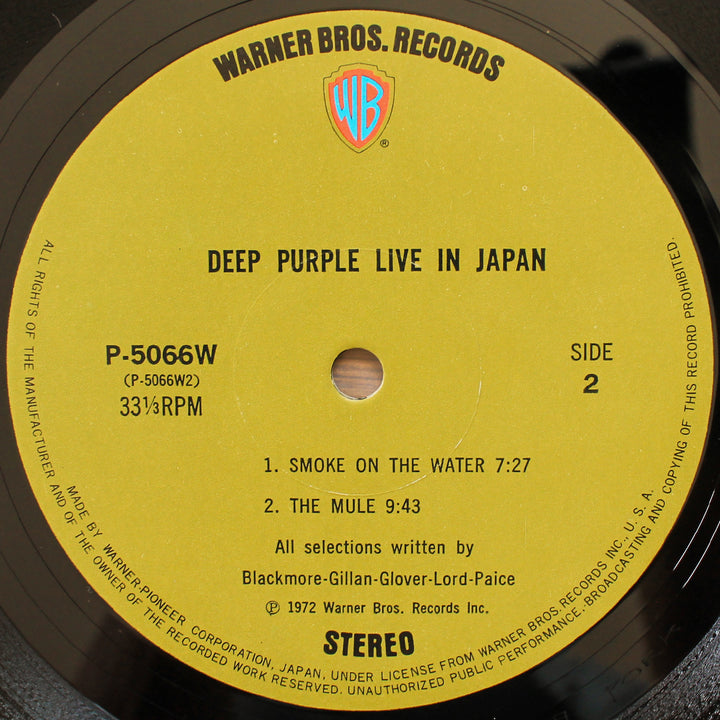 WARNER BROS. RECORDS
WB
®
DEEP PURPLE LIVE IN JAPAN
P-5066W
(P-5066W2)
33⅓ RPM
SIDE
2
1. SMOKE ON THE WATER 7:27
2. THE MULE 9:43
All selections written by
Blackmore-Gillan-Glover-Lord-Paice
Ⓟ 1972 Warner Bros. Records Inc.
STEREO
MADE BY WARNER-PIONEER CORPORATION, JAPAN, UNDER LICENSE FROM WARNER BROS. RECORDS INC., U. S. A.
ALL RIGHTS OF THE MANUFACTURER AND OF THE OWNER OF THE RECORDED WORK RESERVED. UNAUTHORIZED PUBLIC PERFORMANCE, BROADCASTING AND COPYING OF THIS RECORD PROHIBITED.